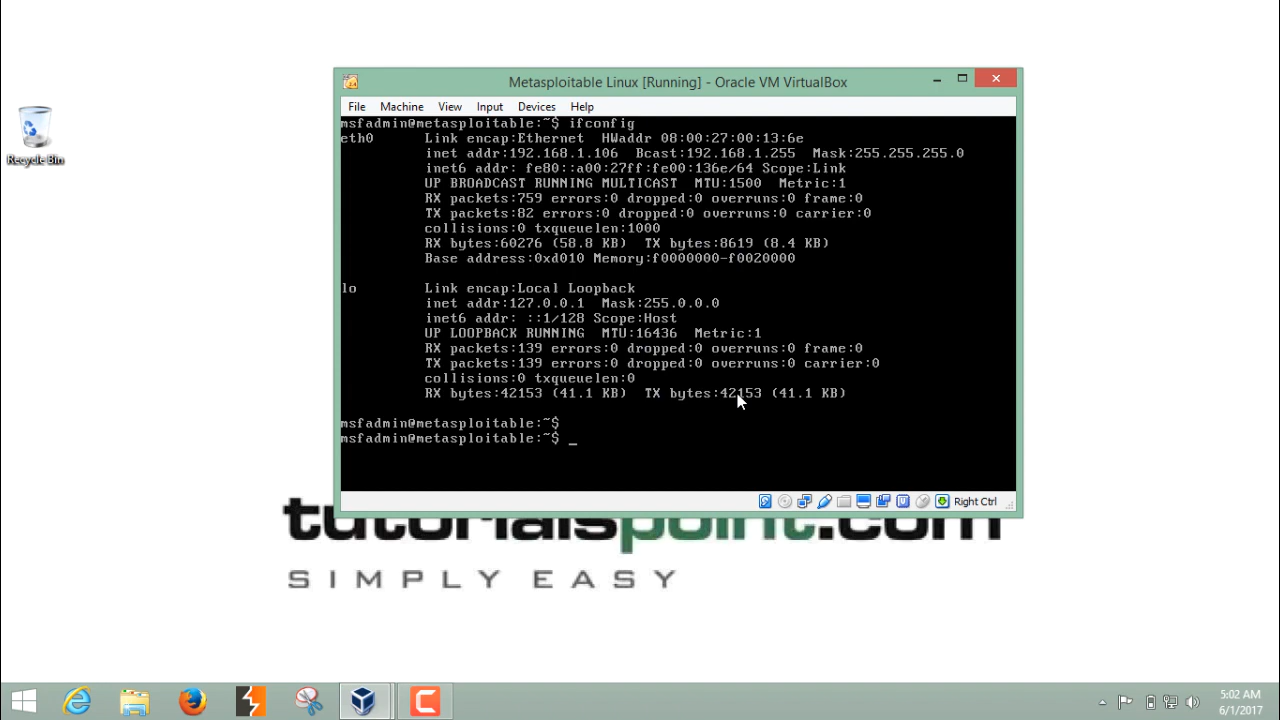 Metasploitable Linux [Running] - Oracle VM VirtualBox
File Machine View Input Devices Help
Recycle Bin
msfadmin@metasploitable:~$ ifconfig
eth0 Link encap:Ethernet HWaddr 08:00:27:00:13:6e
inet addr:192.168.1.106 Bcast:192.168.1.255 Mask:255.255.255.0
inet6 addr: fe80::a00:27ff:fe00:136e/64 Scope:Link
UP BROADCAST RUNNING MULTICAST MTU:1500 Metric:1
RX packets:759 errors:0 dropped:0 overruns:0 frame:0
TX packets:82 errors:0 dropped:0 overruns:0 carrier:0
collisions:0 txqueuelen:1000
RX bytes:60276 (58.8 KB) TX bytes:8619 (8.4 KB)
Base address:0xd010 Memory:f0000000-f0020000
lo Link encap:Local Loopback
inet addr:127.0.0.1 Mask:255.0.0.0
inet6 addr: ::1/128 Scope:Host
UP LOOPBACK RUNNING MTU:16436 Metric:1
RX packets:139 errors:0 dropped:0 overruns:0 frame:0
TX packets:139 errors:0 dropped:0 overruns:0 carrier:0
collisions:0 txqueuelen:0
RX bytes:42153 (41.1 KB) TX bytes:42153 (41.1 KB)
msfadmin@metasploitable:~$
msfadmin@metasploitable:~$ _
Right Ctrl
tutorialspoint.com
SIMPLY EASY
5:02 AM
6/1/2017